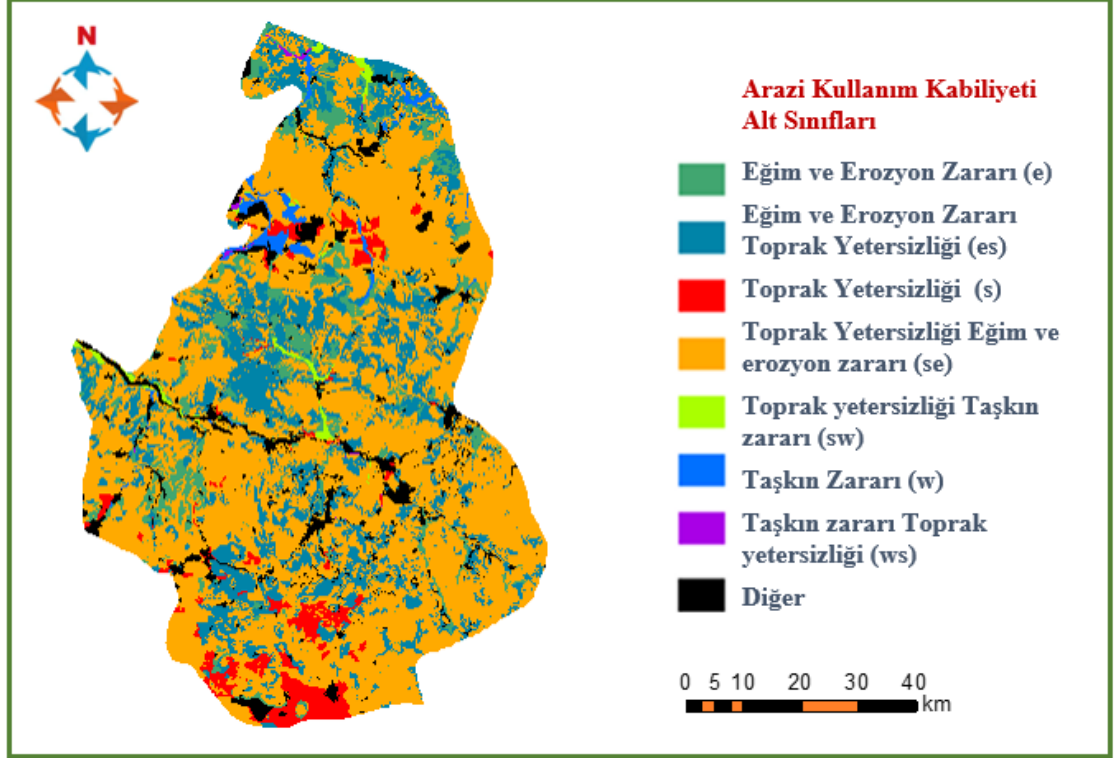 N
Arazi Kullanım Kabiliyeti
Alt Sınıfları
Eğim ve Erozyon Zararı (e)
Eğim ve Erozyon Zararı
Toprak Yetersizliği (es)
Toprak Yetersizliği (s)
Toprak Yetersizliği Eğim ve
erozyon zararı (se)
Toprak yetersizliği Taşkın
zararı (sw)
Taşkın Zararı (w)
Taşkın zararı Toprak
yetersizliği (ws)
Diğer
0 5 10 20 30 40
km